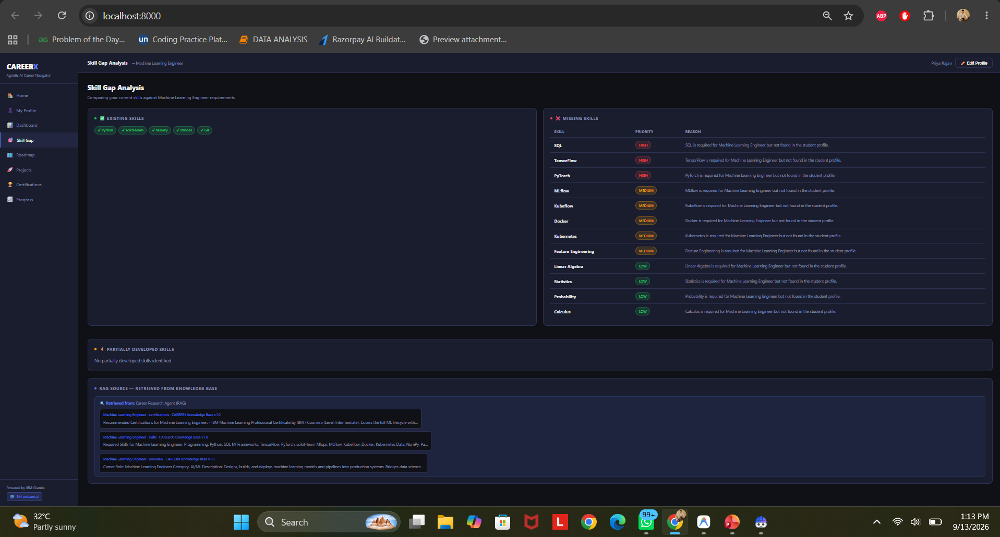 localhost:8000
ABP
Problem of the Day...
un Coding Practice Plat...
DATA ANALYSIS
Razorpay AI Buildat...
Preview attachment...
CAREERX
Agentic AI Career Navigator
Home
My Profile
Dashboard
Skill Gap
Roadmap
Projects
Certifications
Progress
Powered by IBM Granite
IBM watsonx.ai
Skill Gap Analysis → Machine Learning Engineer
Priya Rajan
Edit Profile
Skill Gap Analysis
Comparing your current skills against Machine Learning Engineer requirements
EXISTING SKILLS
✓ Python ✓ scikit-learn ✓ NumPy ✓ Pandas ✓ Git
MISSING SKILLS
SKILL PRIORITY REASON
SQL HIGH SQL is required for Machine Learning Engineer but not found in the student profile.
TensorFlow HIGH TensorFlow is required for Machine Learning Engineer but not found in the student profile.
PyTorch HIGH PyTorch is required for Machine Learning Engineer but not found in the student profile.
MLflow MEDIUM MLflow is required for Machine Learning Engineer but not found in the student profile.
Kubeflow MEDIUM Kubeflow is required for Machine Learning Engineer but not found in the student profile.
Docker MEDIUM Docker is required for Machine Learning Engineer but not found in the student profile.
Kubernetes MEDIUM Kubernetes is required for Machine Learning Engineer but not found in the student profile.
Feature Engineering MEDIUM Feature Engineering is required for Machine Learning Engineer but not found in the student profile.
Linear Algebra LOW Linear Algebra is required for Machine Learning Engineer but not found in the student profile.
Statistics LOW Statistics is required for Machine Learning Engineer but not found in the student profile.
Probability LOW Probability is required for Machine Learning Engineer but not found in the student profile.
Calculus LOW Calculus is required for Machine Learning Engineer but not found in the student profile.
PARTIALLY DEVELOPED SKILLS
No partially developed skills identified.
RAG SOURCE — RETRIEVED FROM KNOWLEDGE BASE
Retrieved from: Career Research Agent (RAG)
Machine Learning Engineer · certifications · CAREERX Knowledge Base v1.0
Recommended Certifications for Machine Learning Engineer: - IBM Machine Learning Professional Certificate by IBM / Coursera (Level: Intermediate): Covers the full ML lifecycle with...
Machine Learning Engineer · skills · CAREERX Knowledge Base v1.0
Required Skills for Machine Learning Engineer: Programming: Python, SQL Ml Frameworks: TensorFlow, PyTorch, scikit-learn Mlops: MLflow, Kubeflow, Docker, Kubernetes Data: NumPy, Pa...
Machine Learning Engineer · overview · CAREERX Knowledge Base v1.0
Career Role: Machine Learning Engineer Category: AI/ML Description: Designs, builds, and deploys machine learning models and pipelines into production systems. Bridges data science...
32°C
Partly sunny
Search
L
99+
P
1:13 PM
9/13/2026